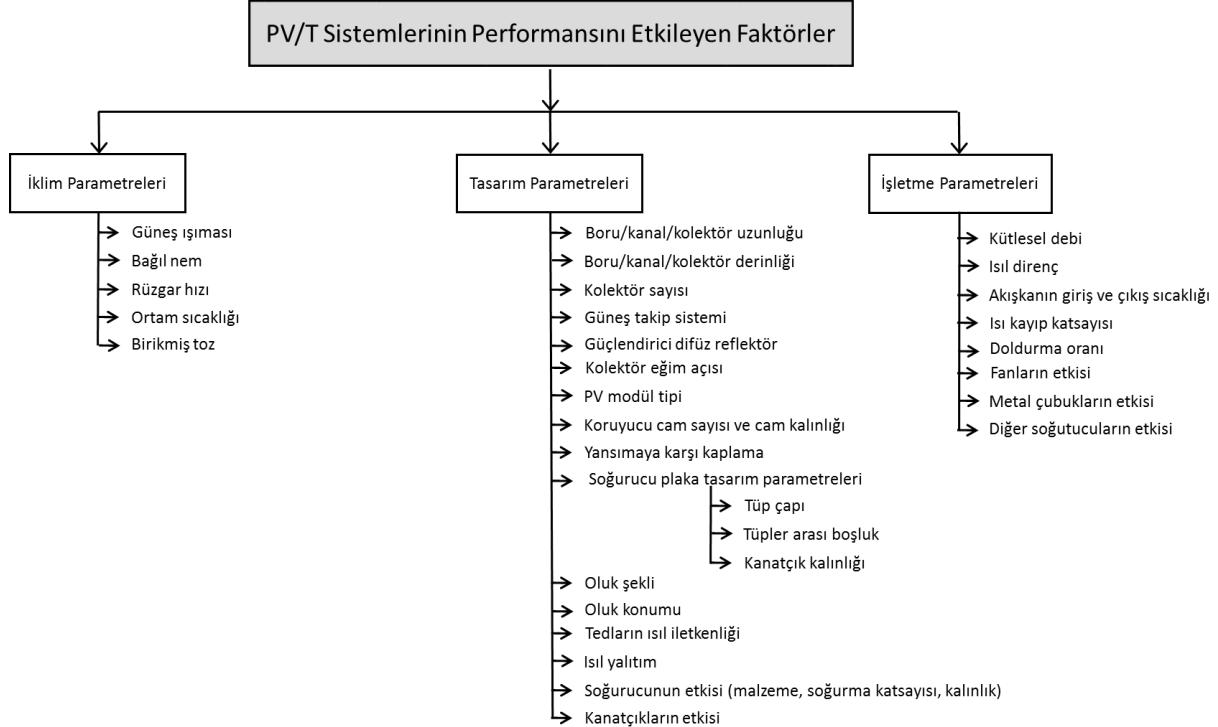 PV/T Sistemlerinin Performansını Etkileyen Faktörler
İklim Parametreleri
Güneş ışıması
Bağıl nem
Rüzgar hızı
Ortam sıcaklığı
Birikmiş toz
Tasarım Parametreleri
Boru/kanal/kolektör uzunluğu
Boru/kanal/kolektör derinliği
Kolektör sayısı
Güneş takip sistemi
Güçlendirici difüz reflektör
Kolektör eğim açısı
PV modül tipi
Koruyucu cam sayısı ve cam kalınlığı
Yansımaya karşı kaplama
Soğurucu plaka tasarım parametreleri
Tüp çapı
Tüpler arası boşluk
Kanatçık kalınlığı
Oluk şekli
Oluk konumu
Tedların ısıl iletkenliği
Isıl yalıtım
Soğurucunun etkisi (malzeme, soğurma katsayısı, kalınlık)
Kanatçıkların etkisi
İşletme Parametreleri
Kütlesel debi
Isıl direnç
Akışkanın giriş ve çıkış sıcaklığı
Isı kayıp katsayısı
Doldurma oranı
Fanların etkisi
Metal çubukların etkisi
Diğer soğutucuların etkisi